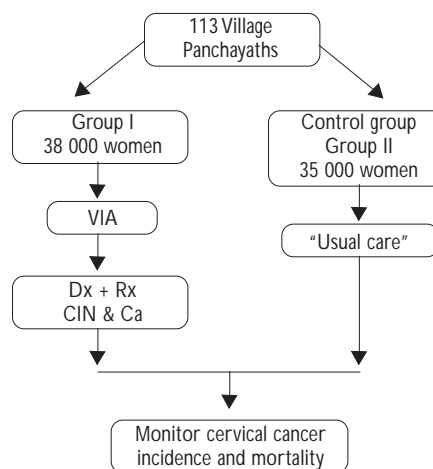 113 Village
Panchayaths
Group I
38 000 women
Control group
Group II
35 000 women
VIA
“Usual care”
Dx + Rx
CIN & Ca
Monitor cervical cancer
incidence and mortality